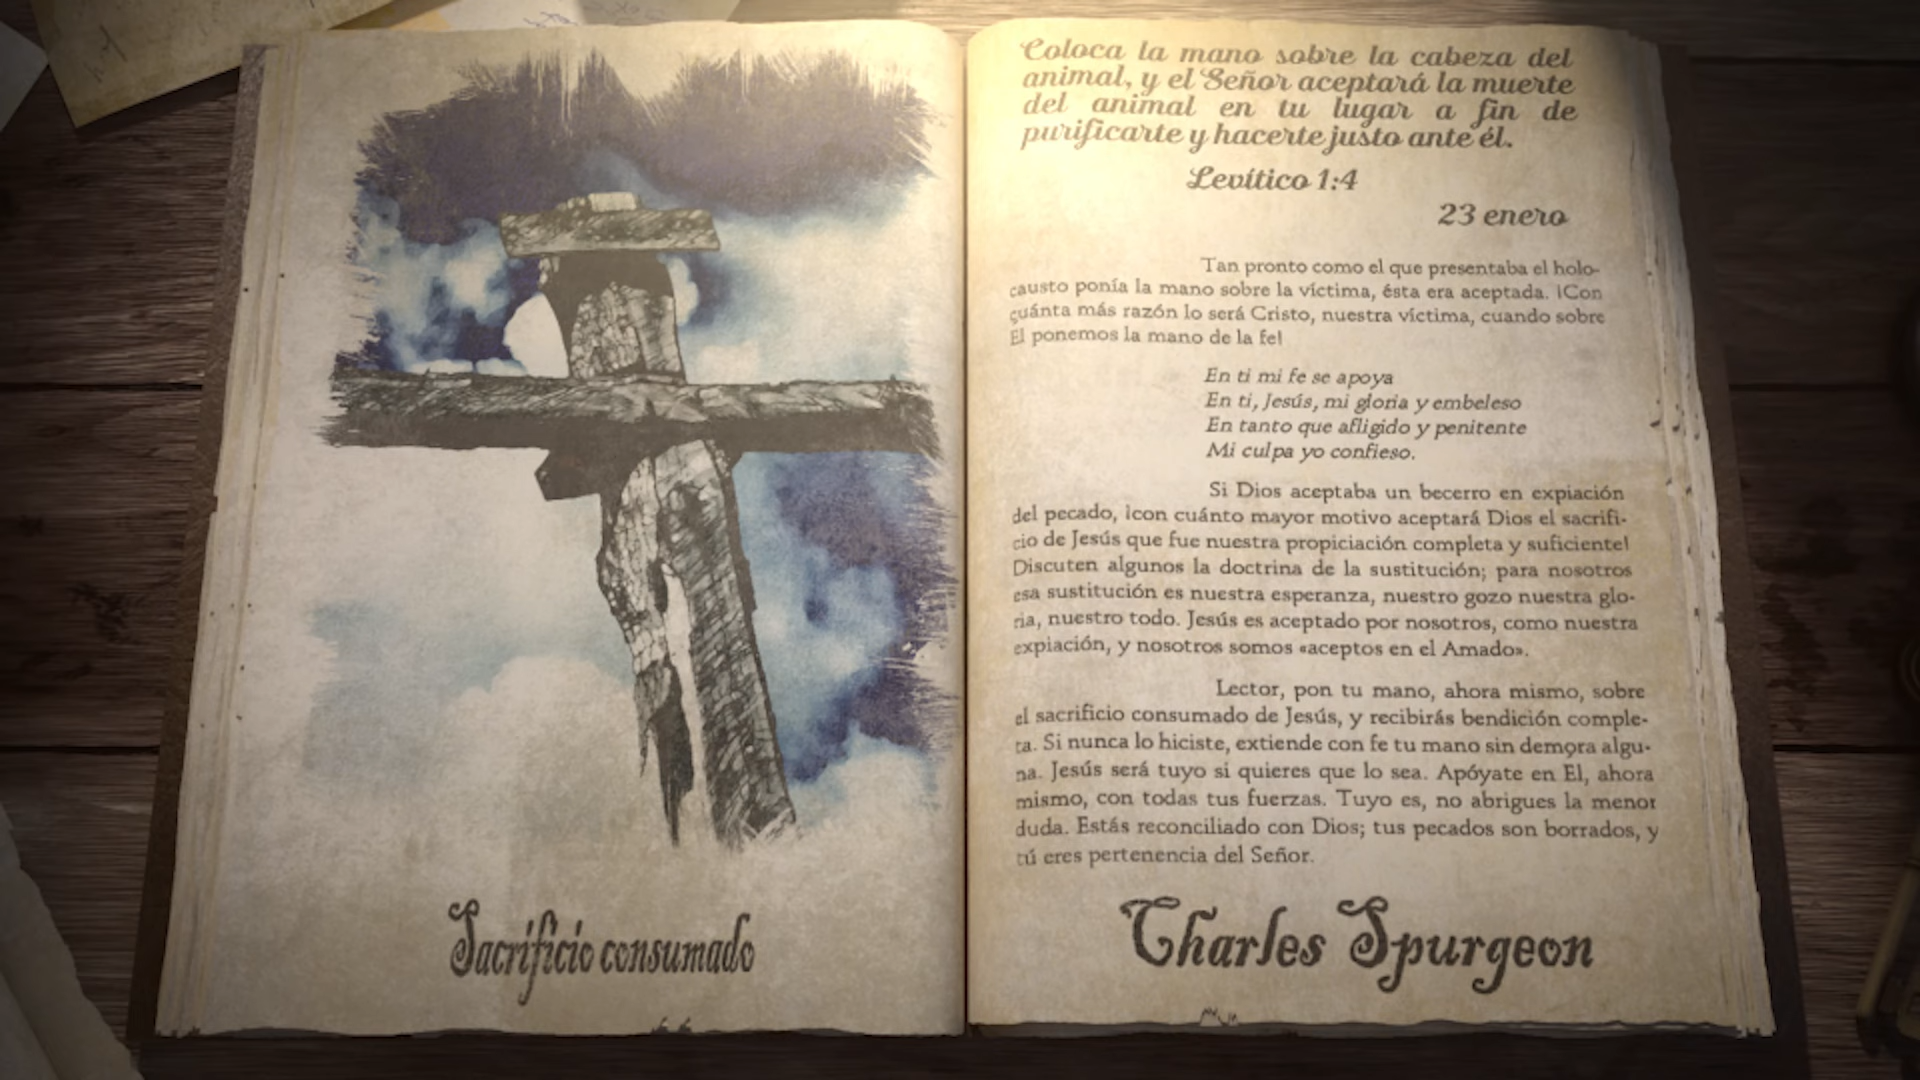 Sacrificio consumado
Coloca la mano sobre la cabeza del
animal, y el Señor aceptará la muerte
del animal en tu lugar a fin de
purificarte y hacerte justo ante él.
Levítico 1:4
23 enero
Tan pronto como el que presentaba el holo-
causto ponía la mano sobre la víctima, ésta era aceptada. ¡Con
cuánta más razón lo será Cristo, nuestra víctima, cuando sobre
El ponemos la mano de la fe!
En ti mi fe se apoya
En ti, Jesús, mi gloria y embeleso
En tanto que afligido y penitente
Mi culpa yo confieso.
Si Dios aceptaba un becerro en expiación
del pecado, ¡con cuánto mayor motivo aceptará Dios el sacrifi-
cio de Jesús que fue nuestra propiciación completa y suficiente!
Discuten algunos la doctrina de la sustitución; para nosotros
esa sustitución es nuestra esperanza, nuestro gozo nuestra glo-
ria, nuestro todo. Jesús es aceptado por nosotros, como nuestra
expiación, y nosotros somos «aceptos en el Amado».
Lector, pon tu mano, ahora mismo, sobre
el sacrificio consumado de Jesús, y recibirás bendición comple-
ta. Si nunca lo hiciste, extiende con fe tu mano sin demora algu-
na. Jesús será tuyo si quieres que lo sea. Apóyate en El, ahora
mismo, con todas tus fuerzas. Tuyo es, no abrigues la menor
duda. Estás reconciliado con Dios; tus pecados son borrados, y
tú eres pertenencia del Señor.
Charles Spurgeon